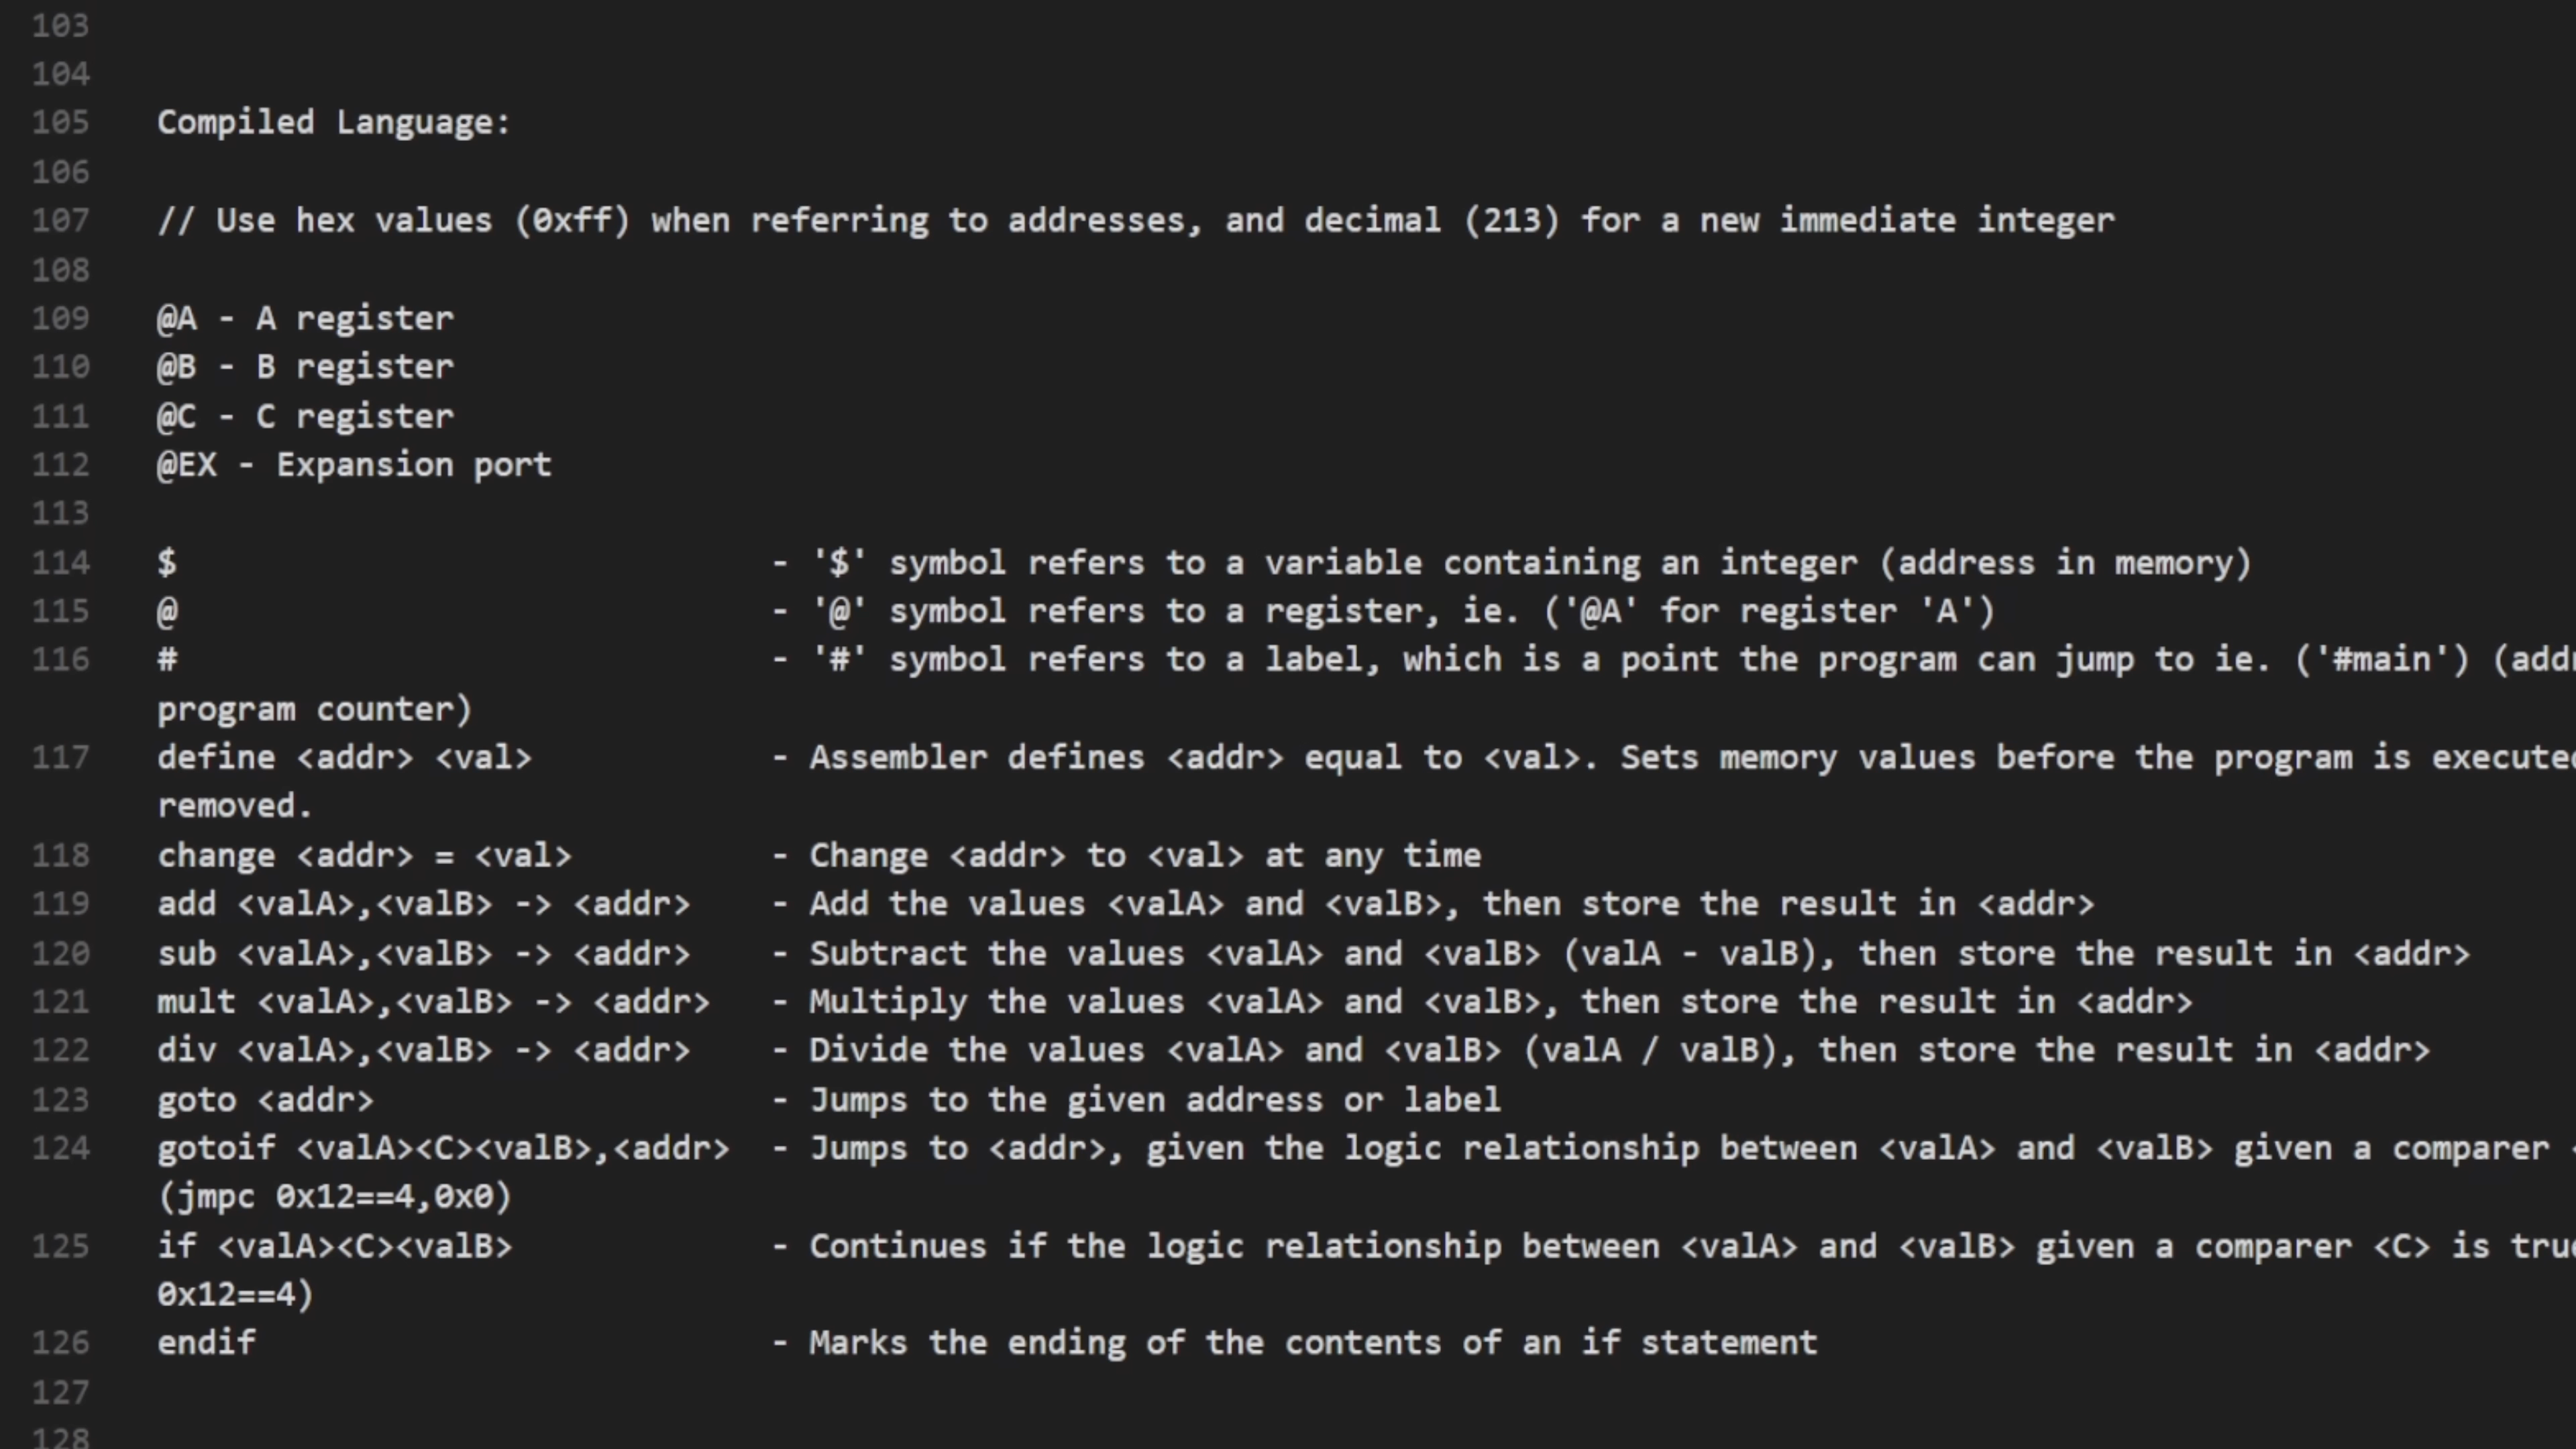 103
104
105 Compiled Language:
106
107 // Use hex values (0xff) when referring to addresses, and decimal (213) for a new immediate integer
108
109 @A - A register
110 @B - B register
111 @C - C register
112 @EX - Expansion port
113
114 $ - '$' symbol refers to a variable containing an integer (address in memory)
115 @ - '@' symbol refers to a register, ie. ('@A' for register 'A')
116 # - '#' symbol refers to a label, which is a point the program can jump to ie. ('#main')
program counter)
117 define <addr> <val> - Assembler defines <addr> equal to <val>. Sets memory values before the program is
removed.
118 change <addr> = <val> - Change <addr> to <val> at any time
119 add <valA>,<valB> -> <addr> - Add the values <valA> and <valB>, then store the result in <addr>
120 sub <valA>,<valB> -> <addr> - Subtract the values <valA> and <valB> (valA - valB), then store the result in <addr>
121 mult <valA>,<valB> -> <addr> - Multiply the values <valA> and <valB>, then store the result in <addr>
122 div <valA>,<valB> -> <addr> - Divide the values <valA> and <valB> (valA / valB), then store the result in <addr>
123 goto <addr> - Jumps to the given address or label
124 gotoif <valA><C><valB>,<addr> - Jumps to <addr>, given the logic relationship between <valA> and <valB> given a comparer
(jmpc 0x12==4,0x0)
125 if <valA><C><valB> - Continues if the logic relationship between <valA> and <valB> given a comparer <C> is
0x12==4)
126 endif - Marks the ending of the contents of an if statement
127
128